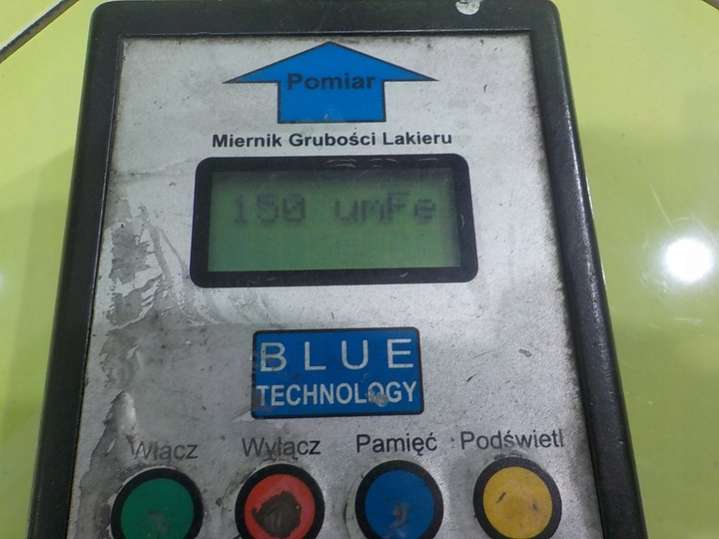 Pomiar
Miernik Grubości Lakieru
150 umFe
BLUE
TECHNOLOGY
Włącz Wyłącz Pamięć Podświetl